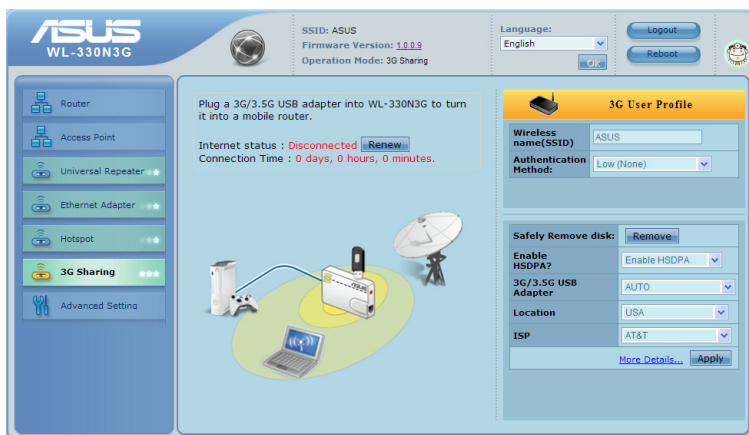 ASUS
WL-330N3G
SSID: ASUS
Firmware Version: 1.0.0.9
Operation Mode: 3G Sharing
Language:
English
Ok
Logout
Reboot
Router
Access Point
Universal Repeater
Ethernet Adapter
Hotspot
3G Sharing
Advanced Setting
Plug a 3G/3.5G USB adapter into WL-330N3G to turn
it into a mobile router.
Internet status : Disconnected Renew
Connection Time : 0 days, 0 hours, 0 minutes.
ASUS
3G User Profile
Wireless
name(SSID)
ASUS
Authentication
Method:
Low (None)
Safely Remove disk: Remove
Enable
HSDPA?
Enable HSDPA
3G/3.5G USB
Adapter
AUTO
Location
USA
ISP
AT&T
More Details... Apply